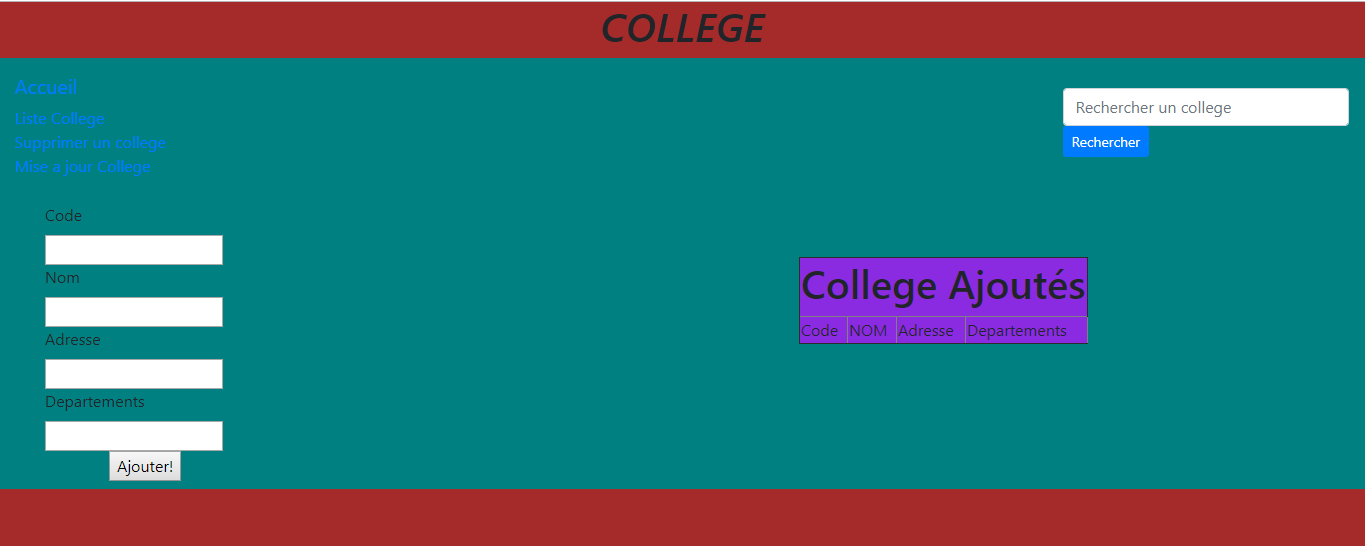 COLLEGE
Accueil
Liste College
Supprimer un college
Mise a jour College
Rechercher un college
Rechercher
Code
Nom
Adresse
Departements
Ajouter!
College Ajoutés
Code NOM Adresse Departements